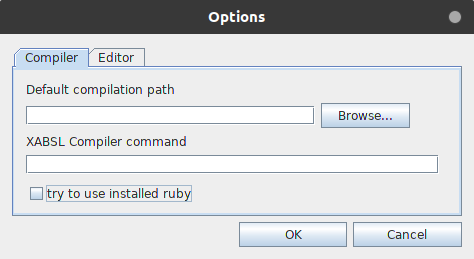 Options
Compiler Editor
Default compilation path
Browse...
XABSL Compiler command
try to use installed ruby
OK Cancel